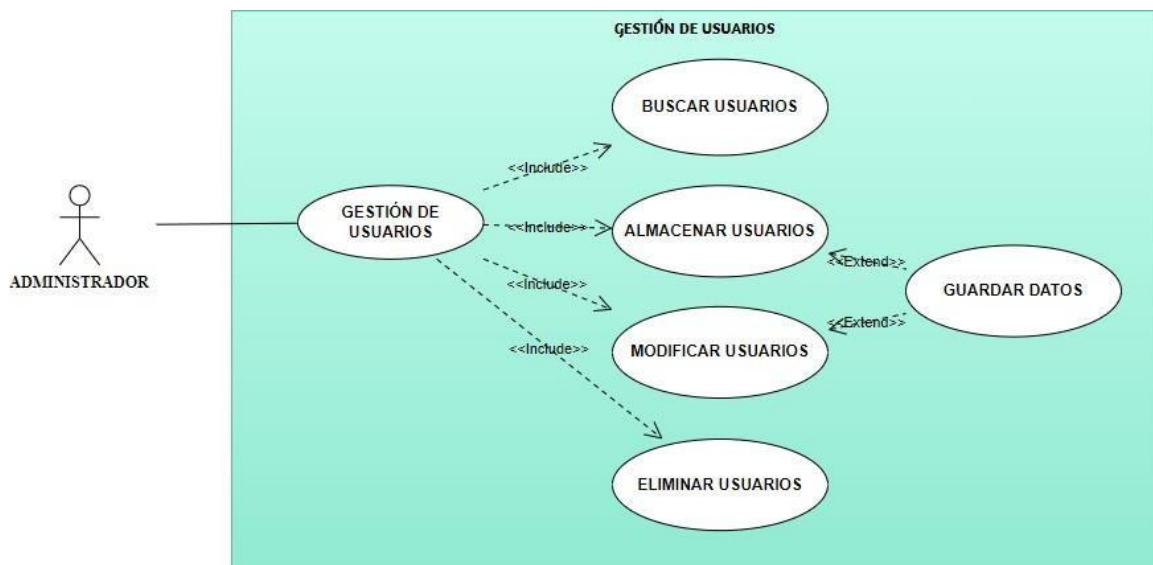 GESTIÓN DE USUARIOS
BUSCAR USUARIOS
<<Include>>
GESTIÓN DE
USUARIOS
<<Include>>
ALMACENAR USUARIOS
<<Extend>>
ADMINISTRADOR
<<Include>>
GUARDAR DATOS
<<Extend>>
<<Include>>
MODIFICAR USUARIOS
ELIMINAR USUARIOS